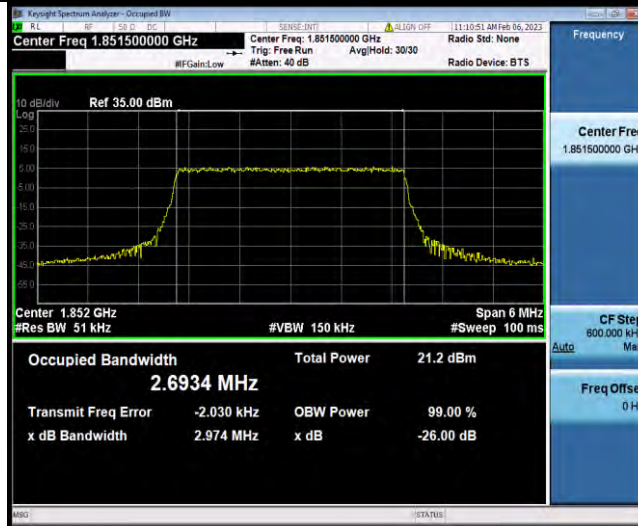 Keysight Spectrum Analyzer - Occupied BW
RL RF 50 Ω DC SENSE:INT ALIGN OFF 11:10:51 AM Feb 06, 2023
Center Freq 1.851500000 GHz
Center Freq: 1.851500000 GHz
Radio Std: None
Trig: Free Run Avg|Hold: 30/30
#IFGain:Low #Atten: 40 dB Radio Device: BTS
Frequency
10 dB/div Ref 35.00 dBm
Log
25.0
15.0
5.00
-5.00
-15.0
-25.0
-35.0
-45.0
-55.0
Center Fre
1.851500000 GH
Center 1.852 GHz Span 6 MHz
#Res BW 51 kHz #VBW 150 kHz #Sweep 100 ms
CF Ste
600.000 kH
Auto Ma
Occupied Bandwidth Total Power 21.2 dBm
2.6934 MHz
Transmit Freq Error -2.030 kHz OBW Power 99.00 %
x dB Bandwidth 2.974 MHz x dB -26.00 dB
Freq Offse
0 H
MSG STATUS